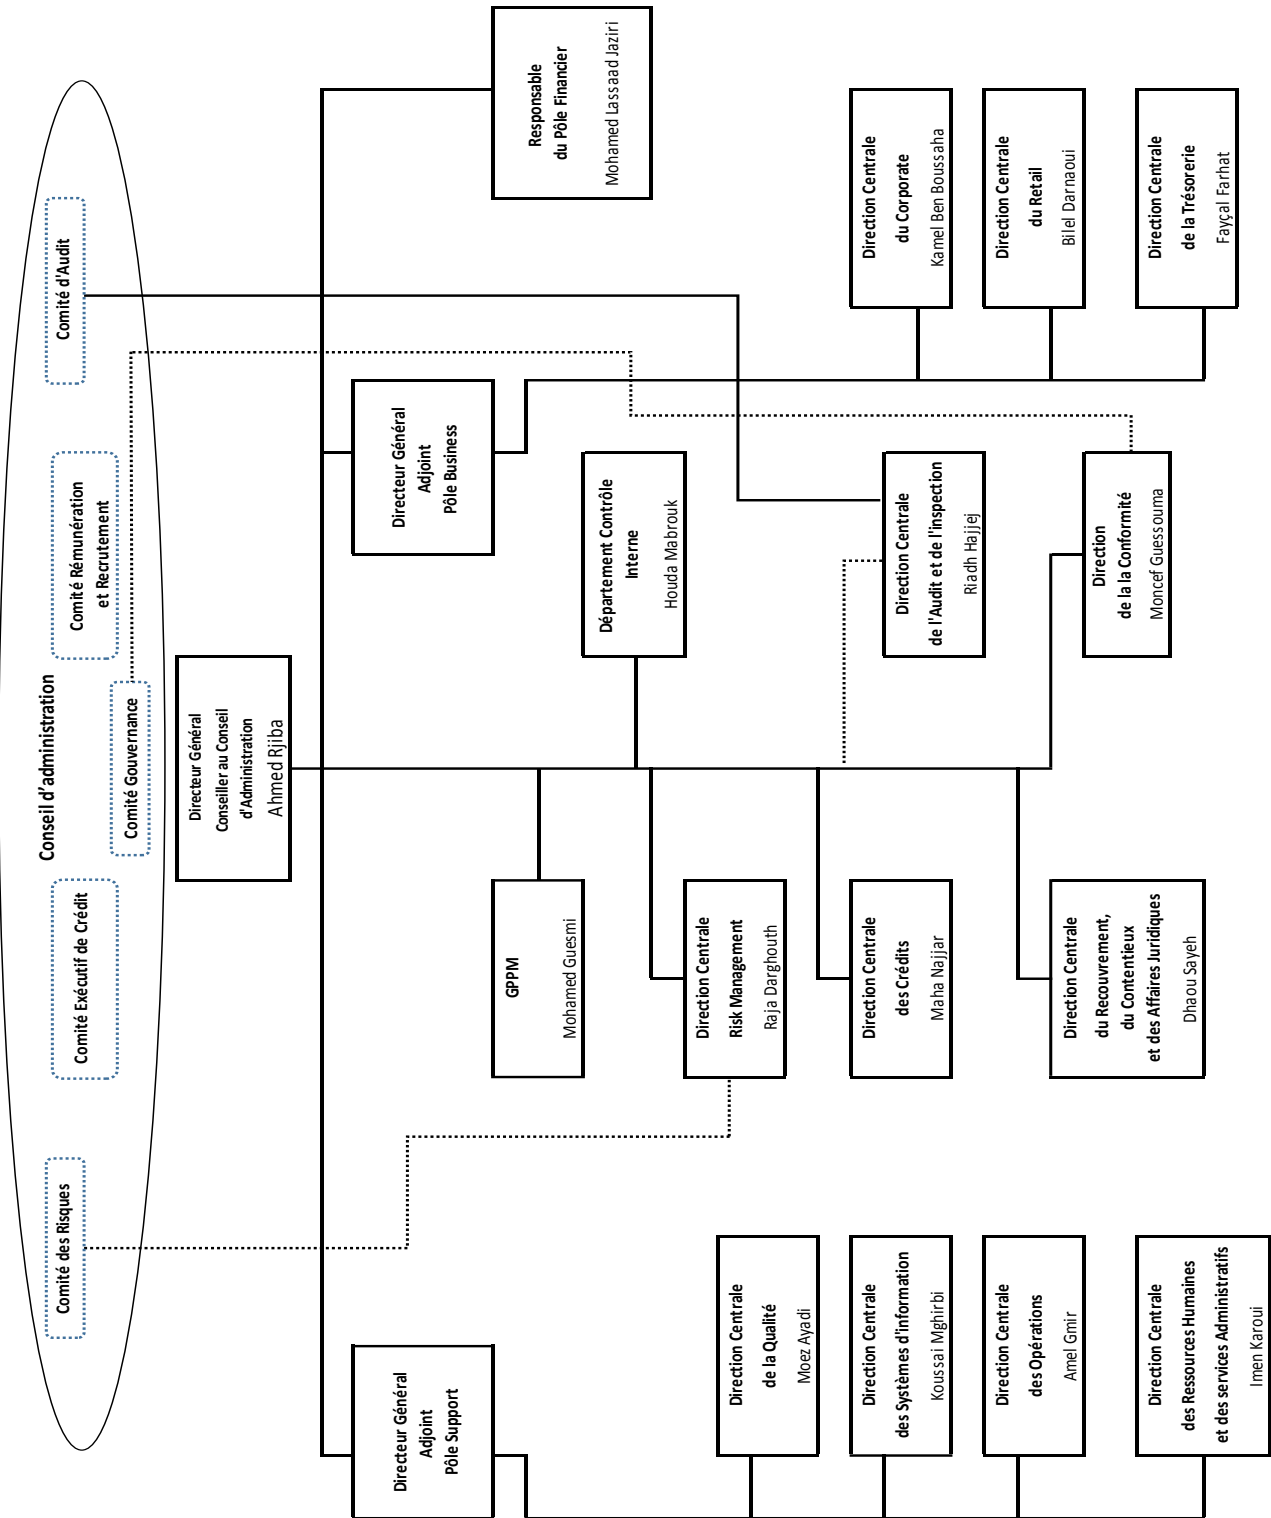 Conseil d'administration
Comité des Risques
Comité Exécutif de Crédit
Comité Gouvernance
Comité Rémunération
et Recrutement
Comité d'Audit
Directeur Général
Conseiller au Conseil
d'Administration
Ahmed Rjiba
Directeur Général
Adjoint
Pôle Support
Directeur Général
Adjoint
Pôle Business
Responsable
du Pôle Financier
Mohamed Lassaad Jaziri
GPPM
Mohamed Guesmi
Département Contrôle
Interne
Houda Mabrouk
Direction Centrale
Risk Management
Raja Darghouth
Direction Centrale
de la Qualité
Moez Ayadi
Direction Centrale
des Systèmes d'information
Koussai Mghirbi
Direction Centrale
des Crédits
Maha Najjar
Direction Centrale
de l'Audit et de l'inspection
Riadh Hajjej
Direction Centrale
du Corporate
Kamel Ben Boussaha
Direction Centrale
des Opérations
Amel Gmir
Direction Centrale
du Retail
Bilel Darnaoui
Direction Centrale
du Recouvrement,
du Contentieux
et des Affaires Juridiques
Dhaou Sayeh
Direction
de la la Conformité
Moncef Guessouma
Direction Centrale
des Ressources Humaines
et des services Administratifs
Imen Karoui
Direction Centrale
de la Trésorerie
Fayçal Farhat